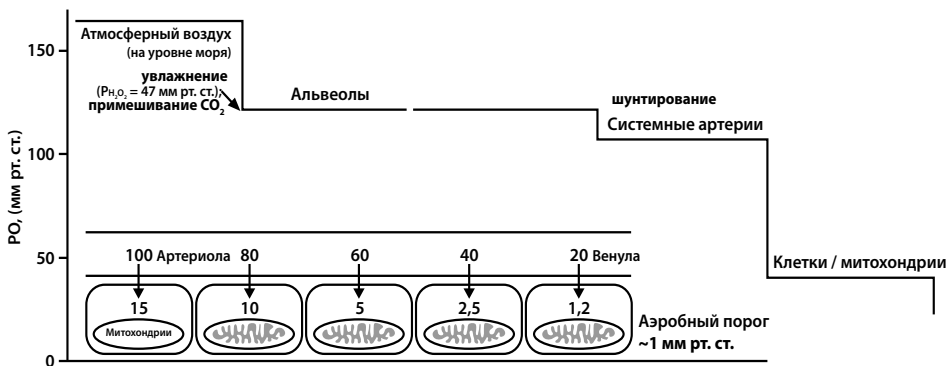 PO, (мм рт. ст.)
150
100
50
0
Атмосферный воздух
(на уровне моря)
увлажнение
(PH₂O₂ = 47 мм рт. ст.),
примешивание CO₂
Альвеолы
шунтирование
Системные артерии
Клетки / митохондрии
100 Артериола 80 60 40 20 Венула
15 10 5 2,5 1,2
Митохондрии
Аэробный порог
~1 мм рт. ст.